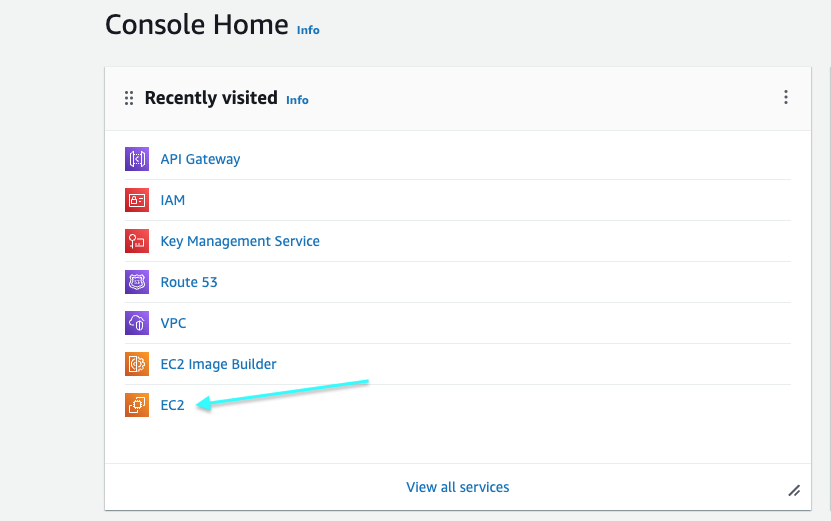 Console Home Info
Recently visited Info
API Gateway
IAM
Key Management Service
Route 53
VPC
EC2 Image Builder
EC2
View all services